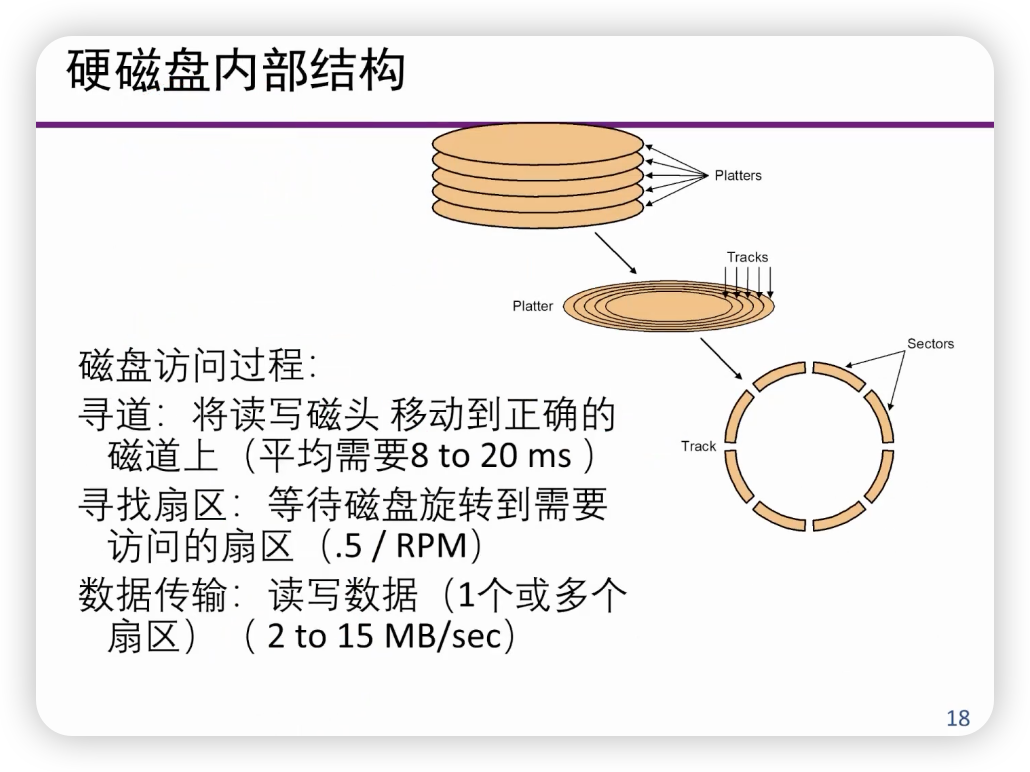 硬磁盘内部结构
Platters
Tracks
Platter
Sectors
Track
磁盘访问过程：
寻道： 将读写磁头 移动到正确的
磁道上（平均需要8 to 20 ms ）
寻找扇区： 等待磁盘旋转到需要
访问的扇区（.5 / RPM）
数据传输： 读写数据（1个或多个
扇区）（ 2 to 15 MB/sec）
18